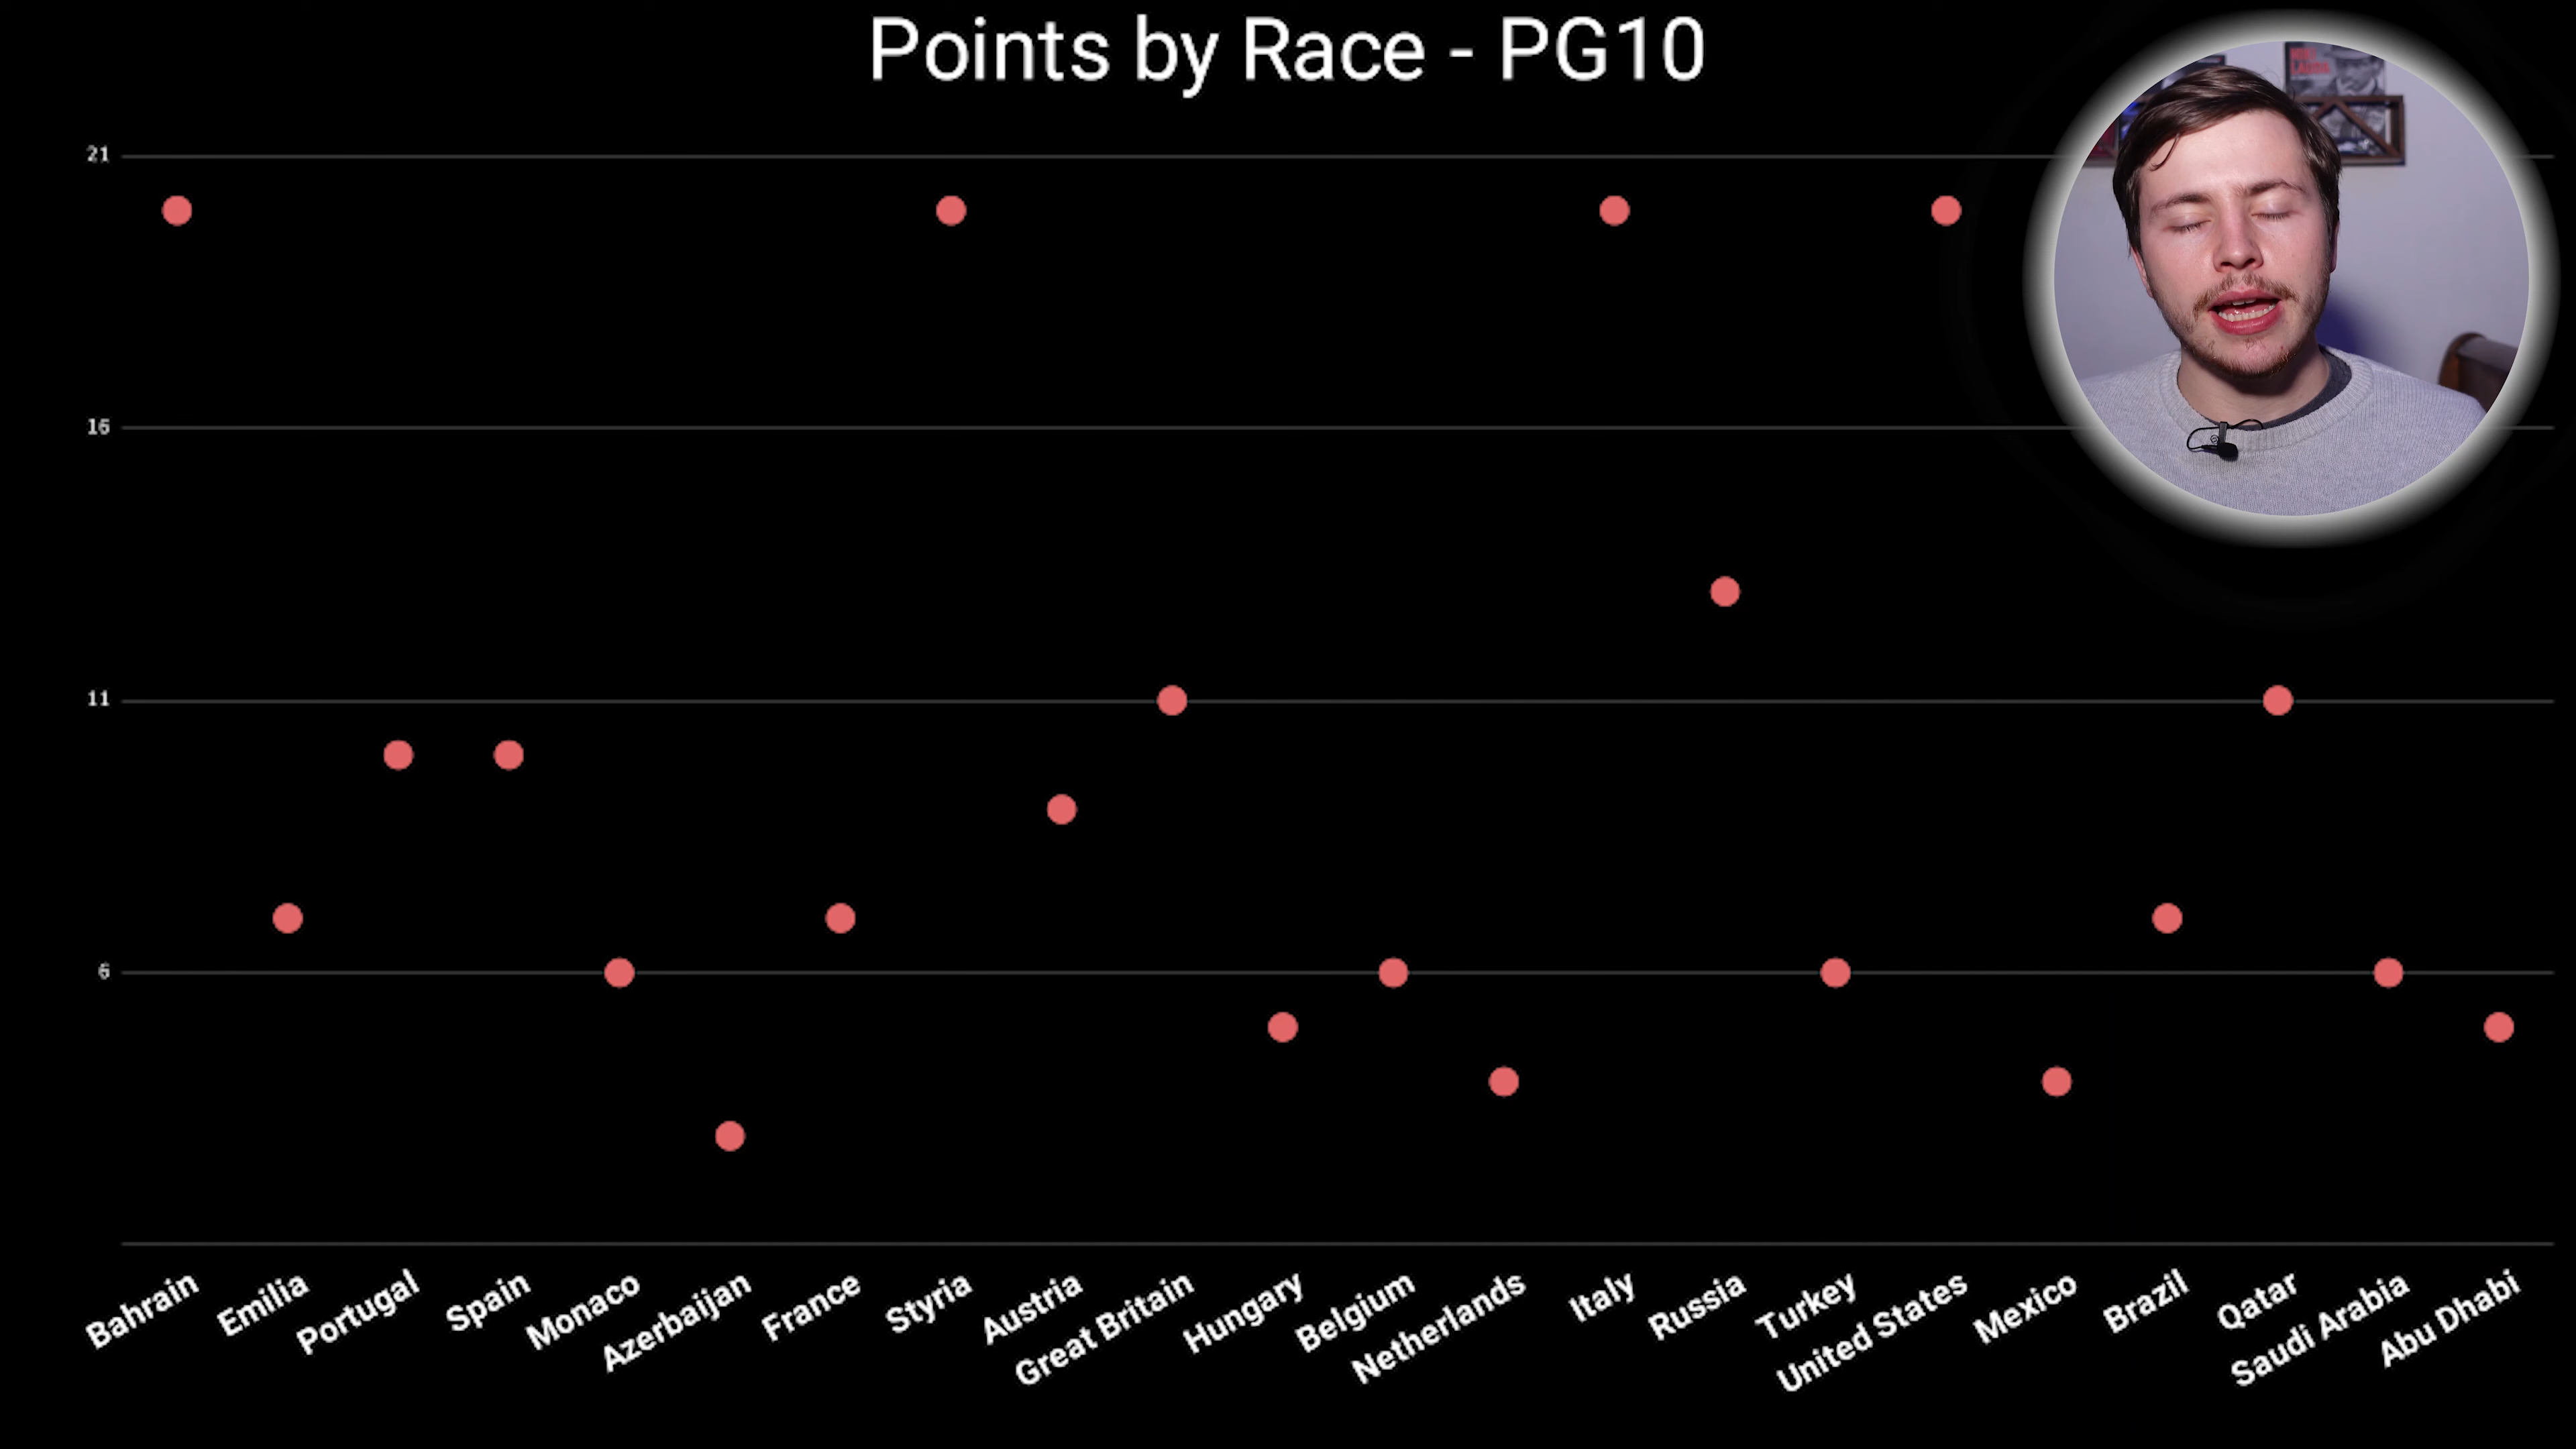 Points by Race - PG10
21
16
11
6
Bahrain
Emilia
Portugal
Spain
Monaco
Azerbaijan
France
Styria
Austria
Great Britain
Hungary
Belgium
Netherlands
Italy
Russia
Turkey
United States
Mexico
Brazil
Qatar
Saudi Arabia
Abu Dhabi